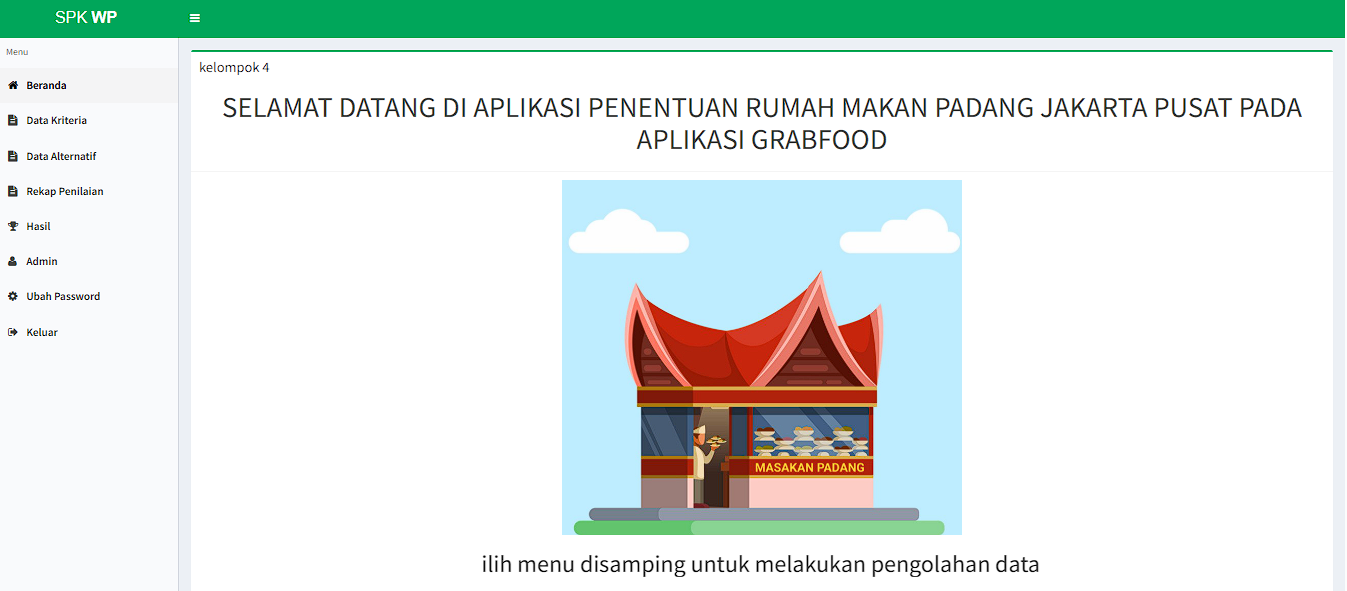 SPK WP
Menu
Beranda
Data Kriteria
Data Alternatif
Rekap Penilaian
Hasil
Admin
Ubah Password
Keluar
kelompok 4
SELAMAT DATANG DI APLIKASI PENENTUAN RUMAH MAKAN PADANG JAKARTA PUSAT PADA
APLIKASI GRABFOOD
MASAKAN PADANG
ilih menu disamping untuk melakukan pengolahan data